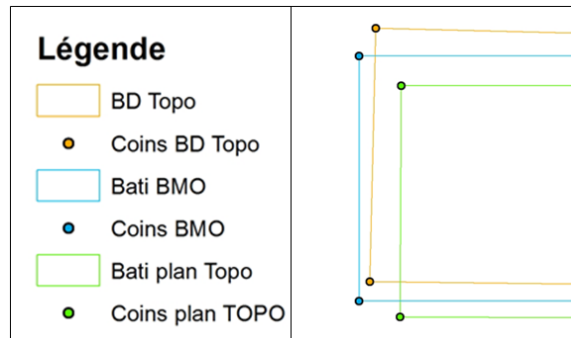 Légende
BD Topo
Coins BD Topo
Bati BMO
Coins BMO
Bati plan Topo
Coins plan TOPO